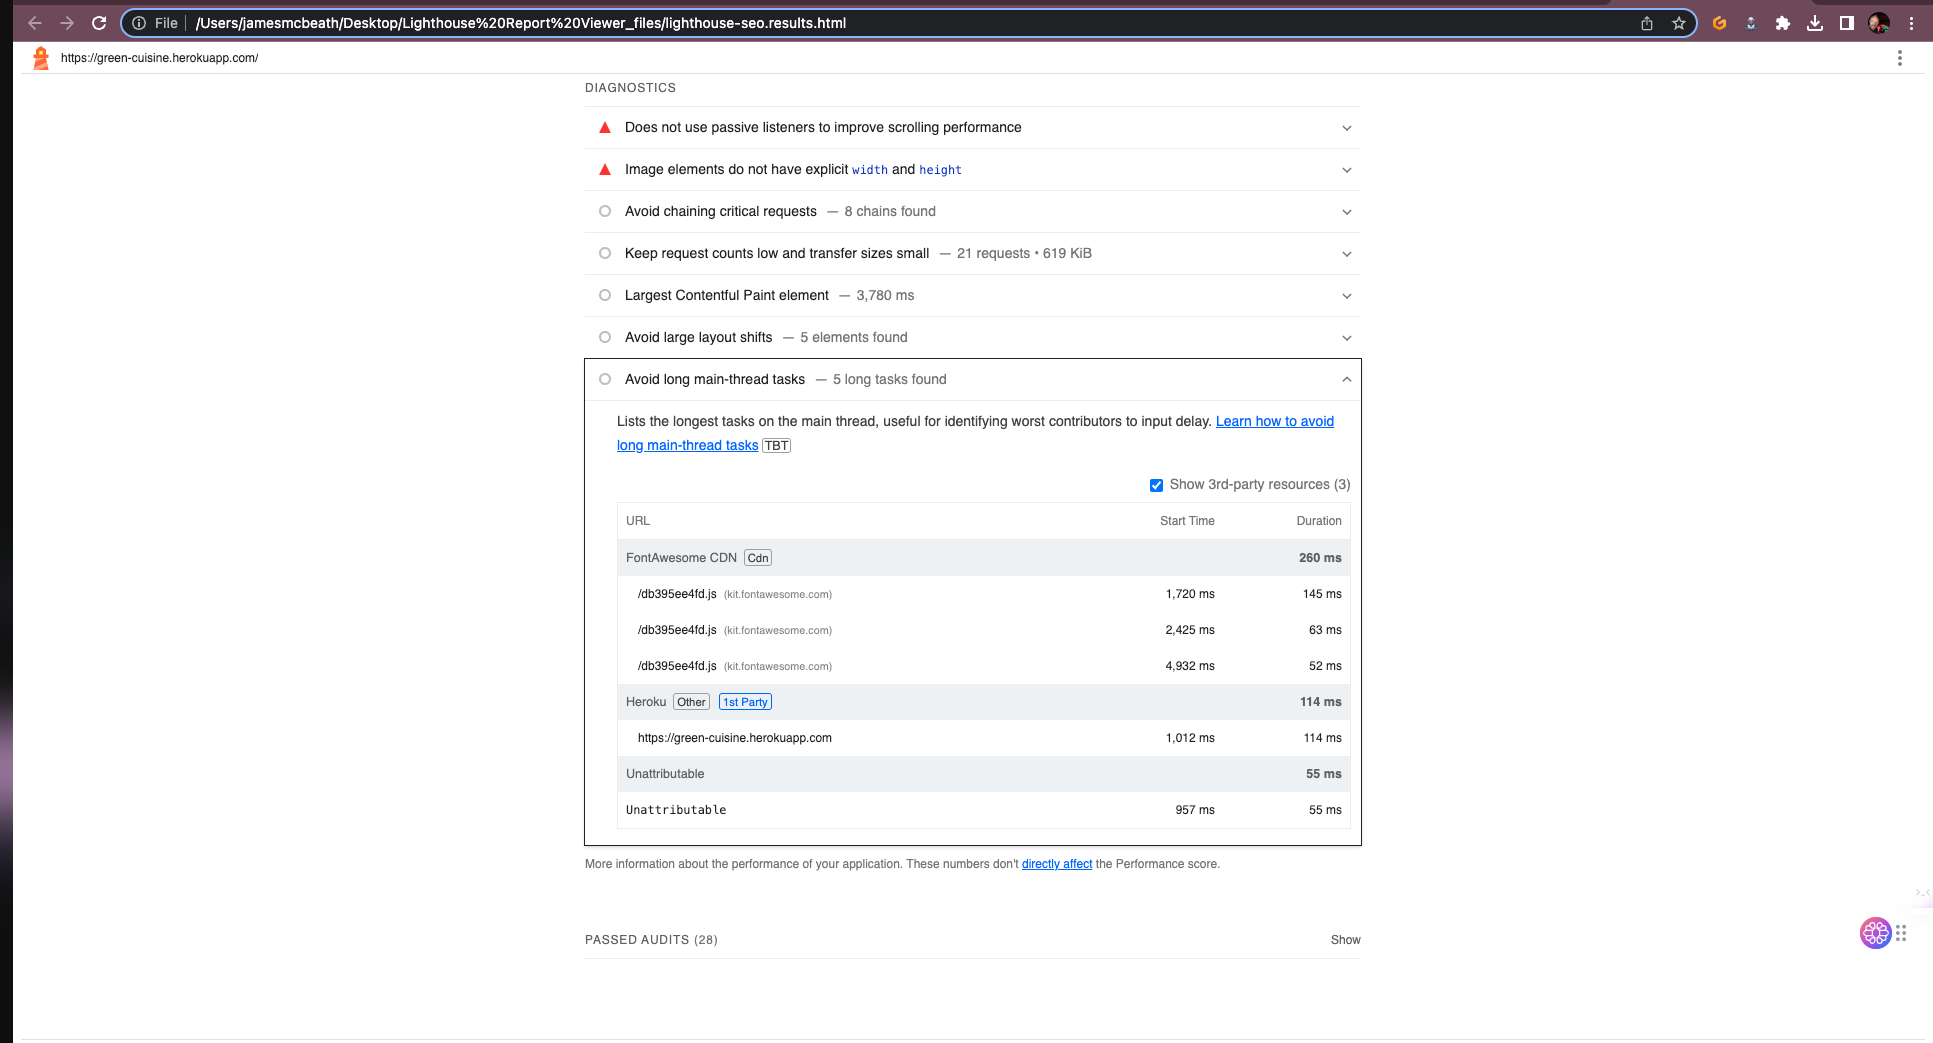 File /Users/jamesmcbeath/Desktop/Lighthouse%20Report%20Viewer_files/lighthouse-seo.results.html
https://green-cuisine.herokuapp.com/
DIAGNOSTICS
Does not use passive listeners to improve scrolling performance
Image elements do not have explicit width and height
Avoid chaining critical requests — 8 chains found
Keep request counts low and transfer sizes small — 21 requests • 619 KiB
Largest Contentful Paint element — 3,780 ms
Avoid large layout shifts — 5 elements found
Avoid long main-thread tasks — 5 long tasks found
Lists the longest tasks on the main thread, useful for identifying worst contributors to input delay. Learn how to avoid
long main-thread tasks TBT
Show 3rd-party resources (3)
URL Start Time Duration
FontAwesome CDN Cdn 260 ms
/db395ee4fd.js (kit.fontawesome.com) 1,720 ms 145 ms
/db395ee4fd.js (kit.fontawesome.com) 2,425 ms 63 ms
/db395ee4fd.js (kit.fontawesome.com) 4,932 ms 52 ms
Heroku Other 1st Party 114 ms
https://green-cuisine.herokuapp.com 1,012 ms 114 ms
Unattributable 55 ms
Unattributable 957 ms 55 ms
More information about the performance of your application. These numbers don't directly affect the Performance score.
PASSED AUDITS (28) Show